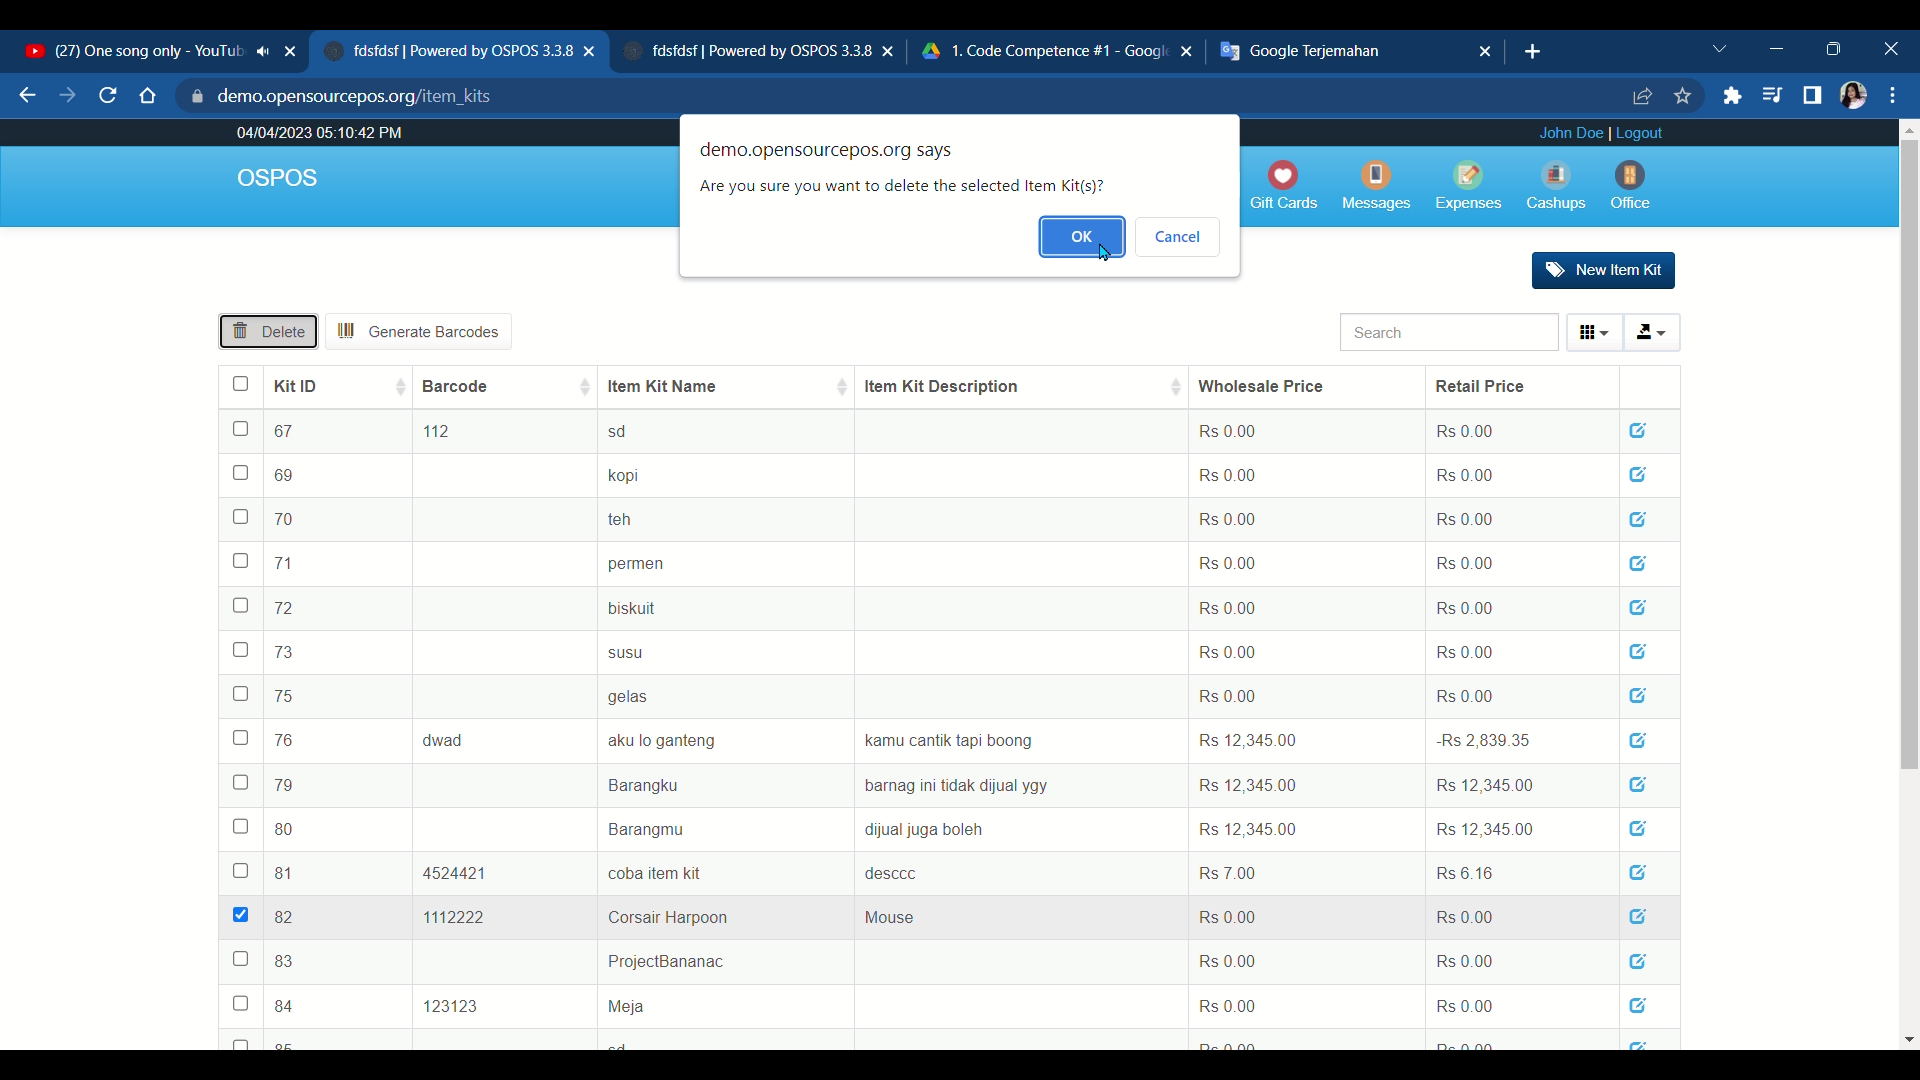 (27) One song only - YouTub
fdsfdsf | Powered by OSPOS 3.3.8
fdsfdsf | Powered by OSPOS 3.3.8
1. Code Competence #1 - Google
Google Terjemahan
demo.opensourcepos.org/item_kits
04/04/2023 05:10:42 PM
John Doe | Logout
OSPOS
demo.opensourcepos.org says
Are you sure you want to delete the selected Item Kit(s)?
OK Cancel
Gift Cards Messages Expenses Cashups Office
New Item Kit
Delete Generate Barcodes Search
Kit ID Barcode Item Kit Name Item Kit Description Wholesale Price Retail Price
67 112 sd Rs 0.00 Rs 0.00
69 kopi Rs 0.00 Rs 0.00
70 teh Rs 0.00 Rs 0.00
71 permen Rs 0.00 Rs 0.00
72 biskuit Rs 0.00 Rs 0.00
73 susu Rs 0.00 Rs 0.00
75 gelas Rs 0.00 Rs 0.00
76 dwad aku lo ganteng kamu cantik tapi boong Rs 12,345.00 -Rs 2,839.35
79 Barangku barnag ini tidak dijual ygy Rs 12,345.00 Rs 12,345.00
80 Barangmu dijual juga boleh Rs 12,345.00 Rs 12,345.00
81 4524421 coba item kit desccc Rs 7.00 Rs 6.16
82 1112222 Corsair Harpoon Mouse Rs 0.00 Rs 0.00
83 ProjectBananac Rs 0.00 Rs 0.00
84 123123 Meja Rs 0.00 Rs 0.00
85 sd Rs 0.00 Rs 0.00